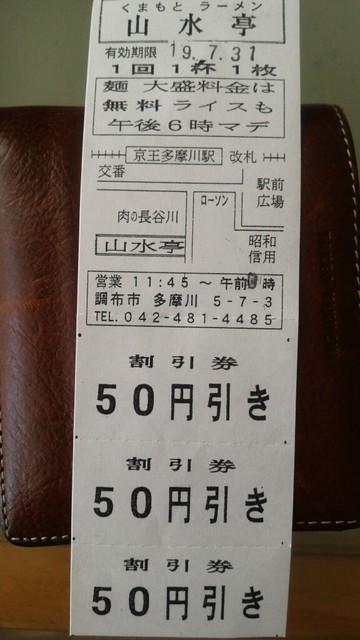 くまもと ラーメン
山水亭
有効期限 19.7.31
1回1杯1枚
麺 大盛料金は
無料ライスも
午後6時マデ
京王多摩川駅 改札
交番
駅前
広場
ローソン
肉の長谷川
山水亭
昭和
信用
営業 11:45 ~ 午前 時
調布市 多摩川 5-7-3
TEL. 042-481-4485
割引券
50円引き
割引券
50円引き
割引券
50円引き